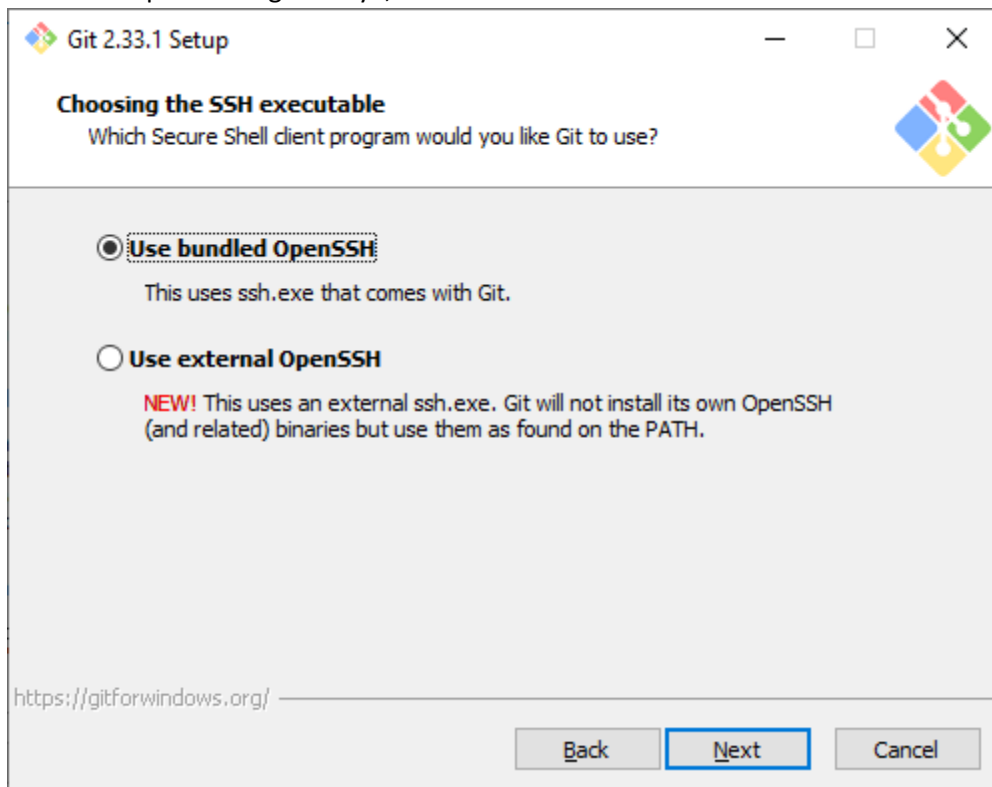 Git 2.33.1 Setup
Choosing the SSH executable
Which Secure Shell client program would you like Git to use?
Use bundled OpenSSH
This uses ssh.exe that comes with Git.
Use external OpenSSH
NEW! This uses an external ssh.exe. Git will not install its own OpenSSH
(and related) binaries but use them as found on the PATH.
https://gitforwindows.org/
Back
Next
Cancel